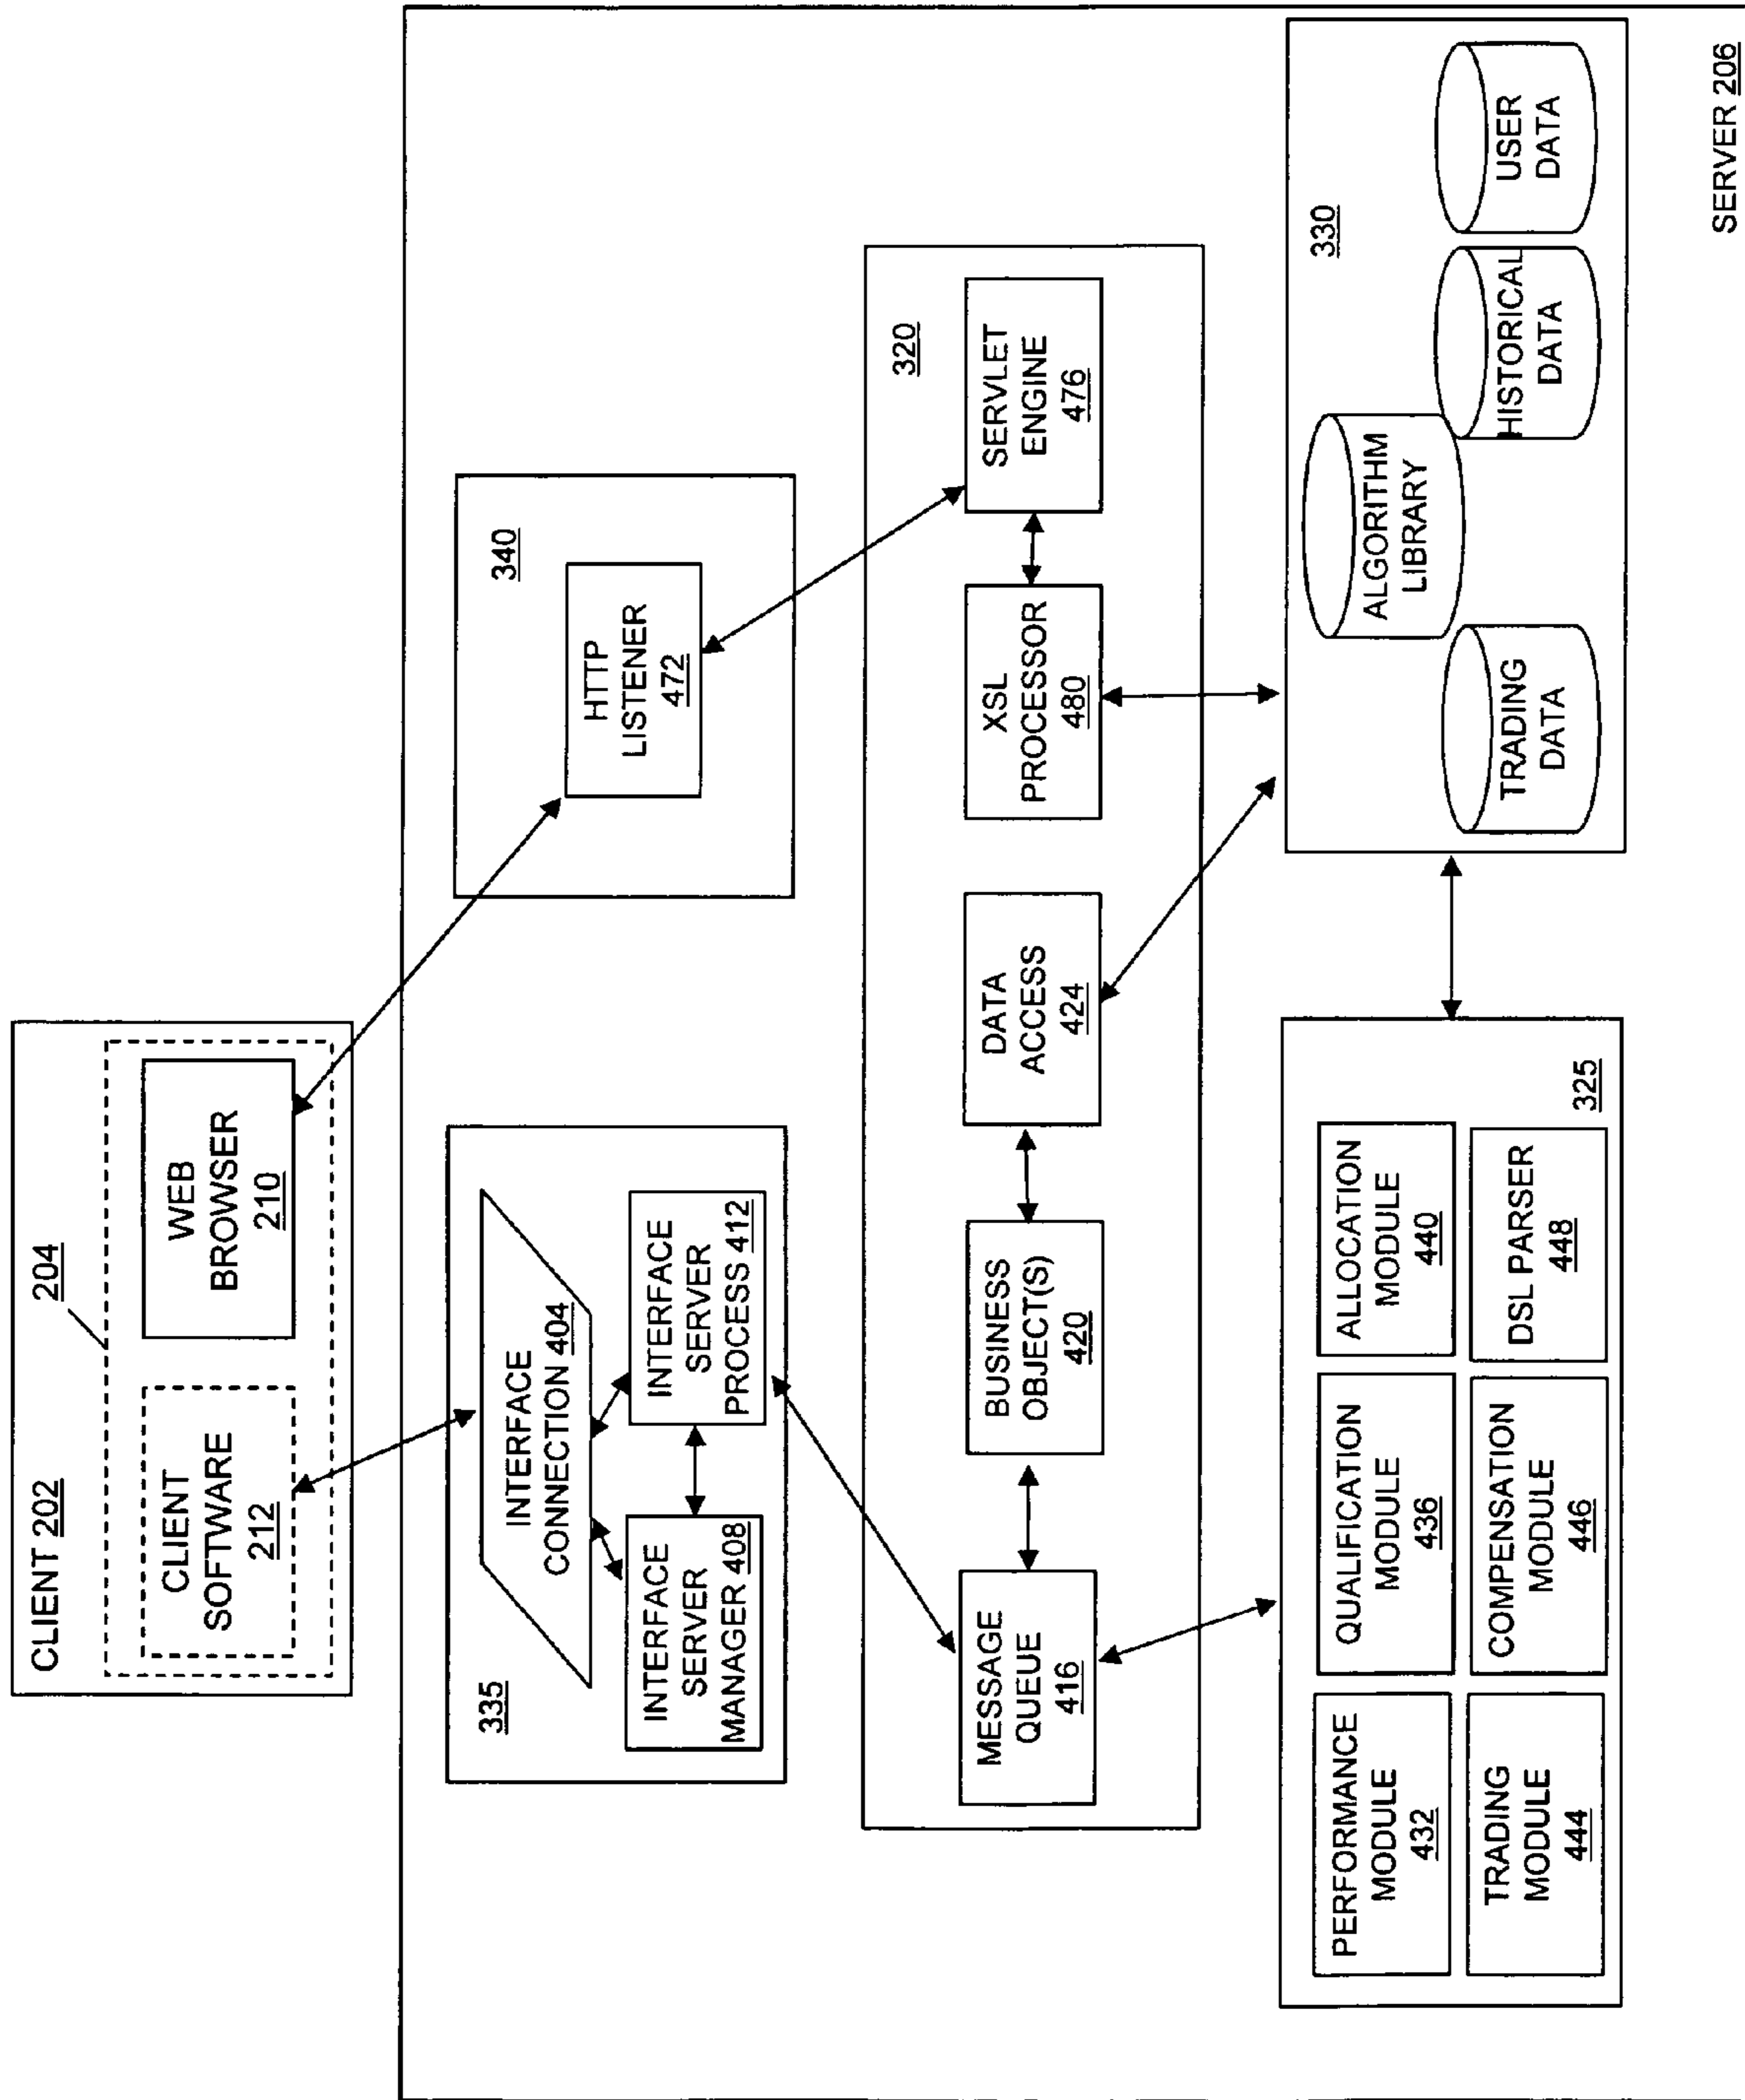 CLIENT 202
204
CLIENT
SOFTWARE
212
WEB
BROWSER
210
335
INTERFACE
CONNECTION 404
INTERFACE
SERVER
MANAGER 408
INTERFACE
SERVER
PROCESS 412
340
HTTP
LISTENER
472
320
MESSAGE
QUEUE
416
BUSINESS
OBJECT(S)
420
DATA
ACCESS
424
XSL
PROCESSOR
480
SERVLET
ENGINE
476
PERFORMANCE
MODULE
432
QUALIFICATION
MODULE
436
ALLOCATION
MODULE
440
TRADING
MODULE
444
COMPENSATION
MODULE
446
DSL PARSER
448
325
330
ALGORITHM
LIBRARY
TRADING
DATA
HISTORICAL
DATA
USER
DATA
SERVER 206